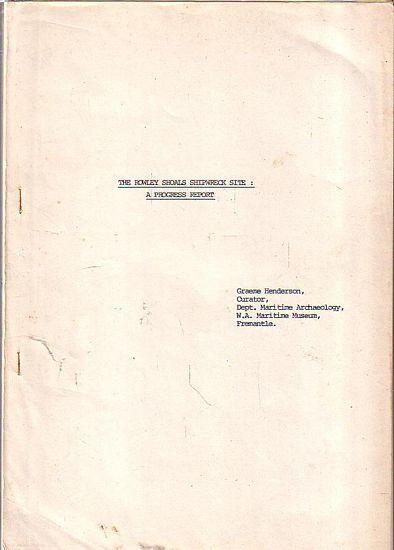 THE ROWLEY SHOALS SHIPWRECK SITE :
A PROGRESS REPORT
Graeme Henderson,
Curator,
Dept. Maritime Archaeology,
W.A. Maritime Museum,
Fremantle.